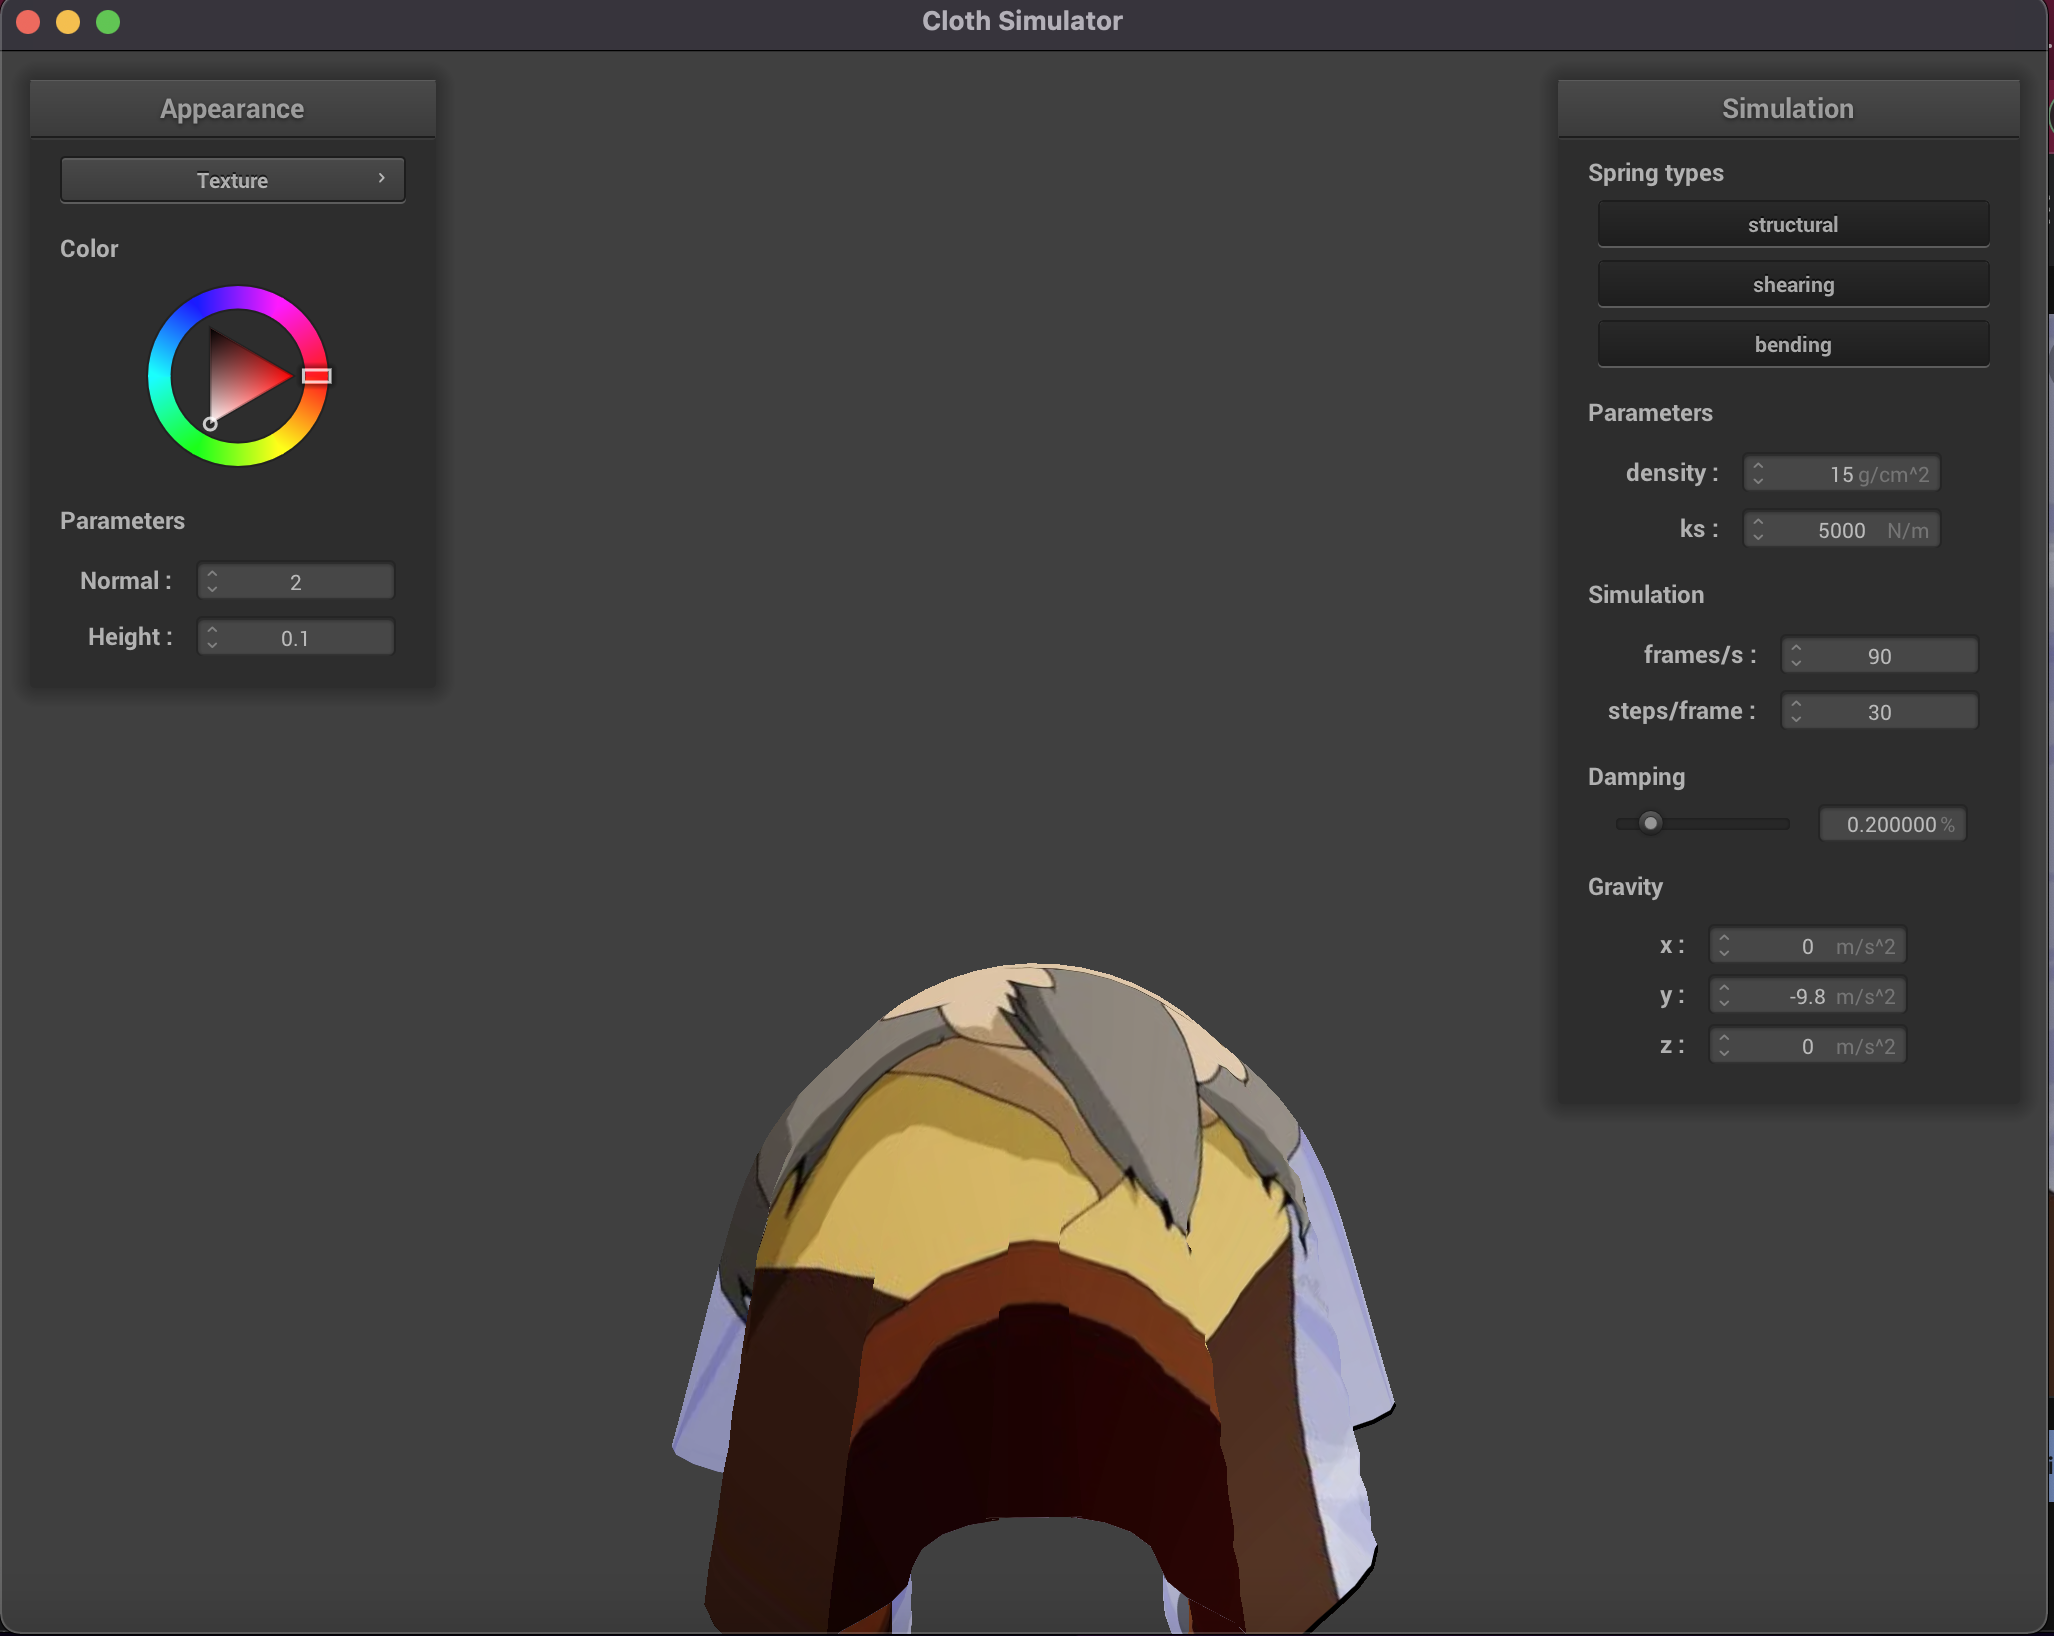 Cloth Simulator
Appearance
Texture
Color
Parameters
Normal : 2
Height : 0.1
Simulation
Spring types
structural
shearing
bending
Parameters
density : 15 g/cm^2
ks : 5000 N/m
Simulation
frames/s : 90
steps/frame : 30
Damping
0.200000 %
Gravity
x : 0 m/s^2
y : -9.8 m/s^2
z : 0 m/s^2